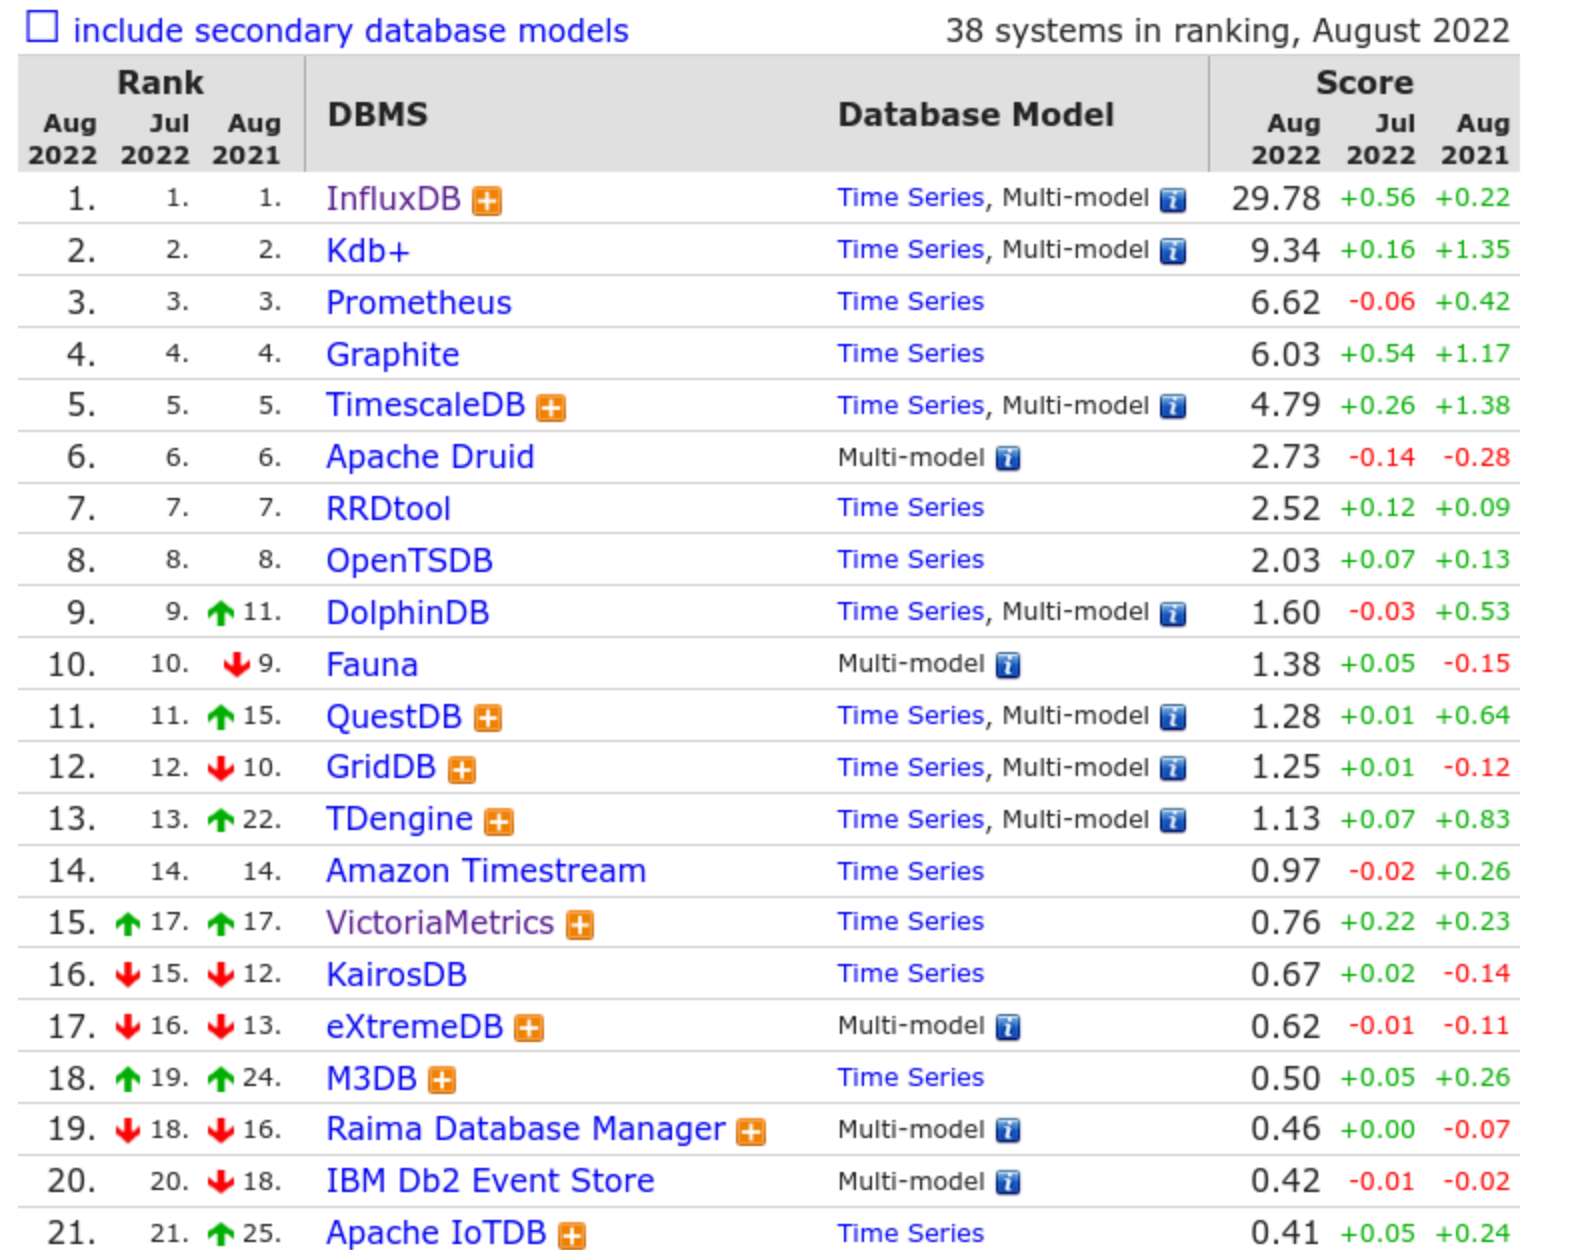 include secondary database models 38 systems in ranking, August 2022
Rank DBMS Database Model Score
Aug 2022 Jul 2022 Aug 2021 Aug 2022 Jul 2022 Aug 2021
1. 1. 1. InfluxDB Time Series, Multi-model 29.78 +0.56 +0.22
2. 2. 2. Kdb+ Time Series, Multi-model 9.34 +0.16 +1.35
3. 3. 3. Prometheus Time Series 6.62 -0.06 +0.42
4. 4. 4. Graphite Time Series 6.03 +0.54 +1.17
5. 5. 5. TimescaleDB Time Series, Multi-model 4.79 +0.26 +1.38
6. 6. 6. Apache Druid Multi-model 2.73 -0.14 -0.28
7. 7. 7. RRDtool Time Series 2.52 +0.12 +0.09
8. 8. 8. OpenTSDB Time Series 2.03 +0.07 +0.13
9. 9. 11. DolphinDB Time Series, Multi-model 1.60 -0.03 +0.53
10. 10. 9. Fauna Multi-model 1.38 +0.05 -0.15
11. 11. 15. QuestDB Time Series, Multi-model 1.28 +0.01 +0.64
12. 12. 10. GridDB Time Series, Multi-model 1.25 +0.01 -0.12
13. 13. 22. TDengine Time Series, Multi-model 1.13 +0.07 +0.83
14. 14. 14. Amazon Timestream Time Series 0.97 -0.02 +0.26
15. 17. 17. VictoriaMetrics Time Series 0.76 +0.22 +0.23
16. 15. 12. KairosDB Time Series 0.67 +0.02 -0.14
17. 16. 13. eXtremeDB Multi-model 0.62 -0.01 -0.11
18. 19. 24. M3DB Time Series 0.50 +0.05 +0.26
19. 18. 16. Raima Database Manager Multi-model 0.46 +0.00 -0.07
20. 20. 18. IBM Db2 Event Store Multi-model 0.42 -0.01 -0.02
21. 21. 25. Apache IoTDB Time Series 0.41 +0.05 +0.24